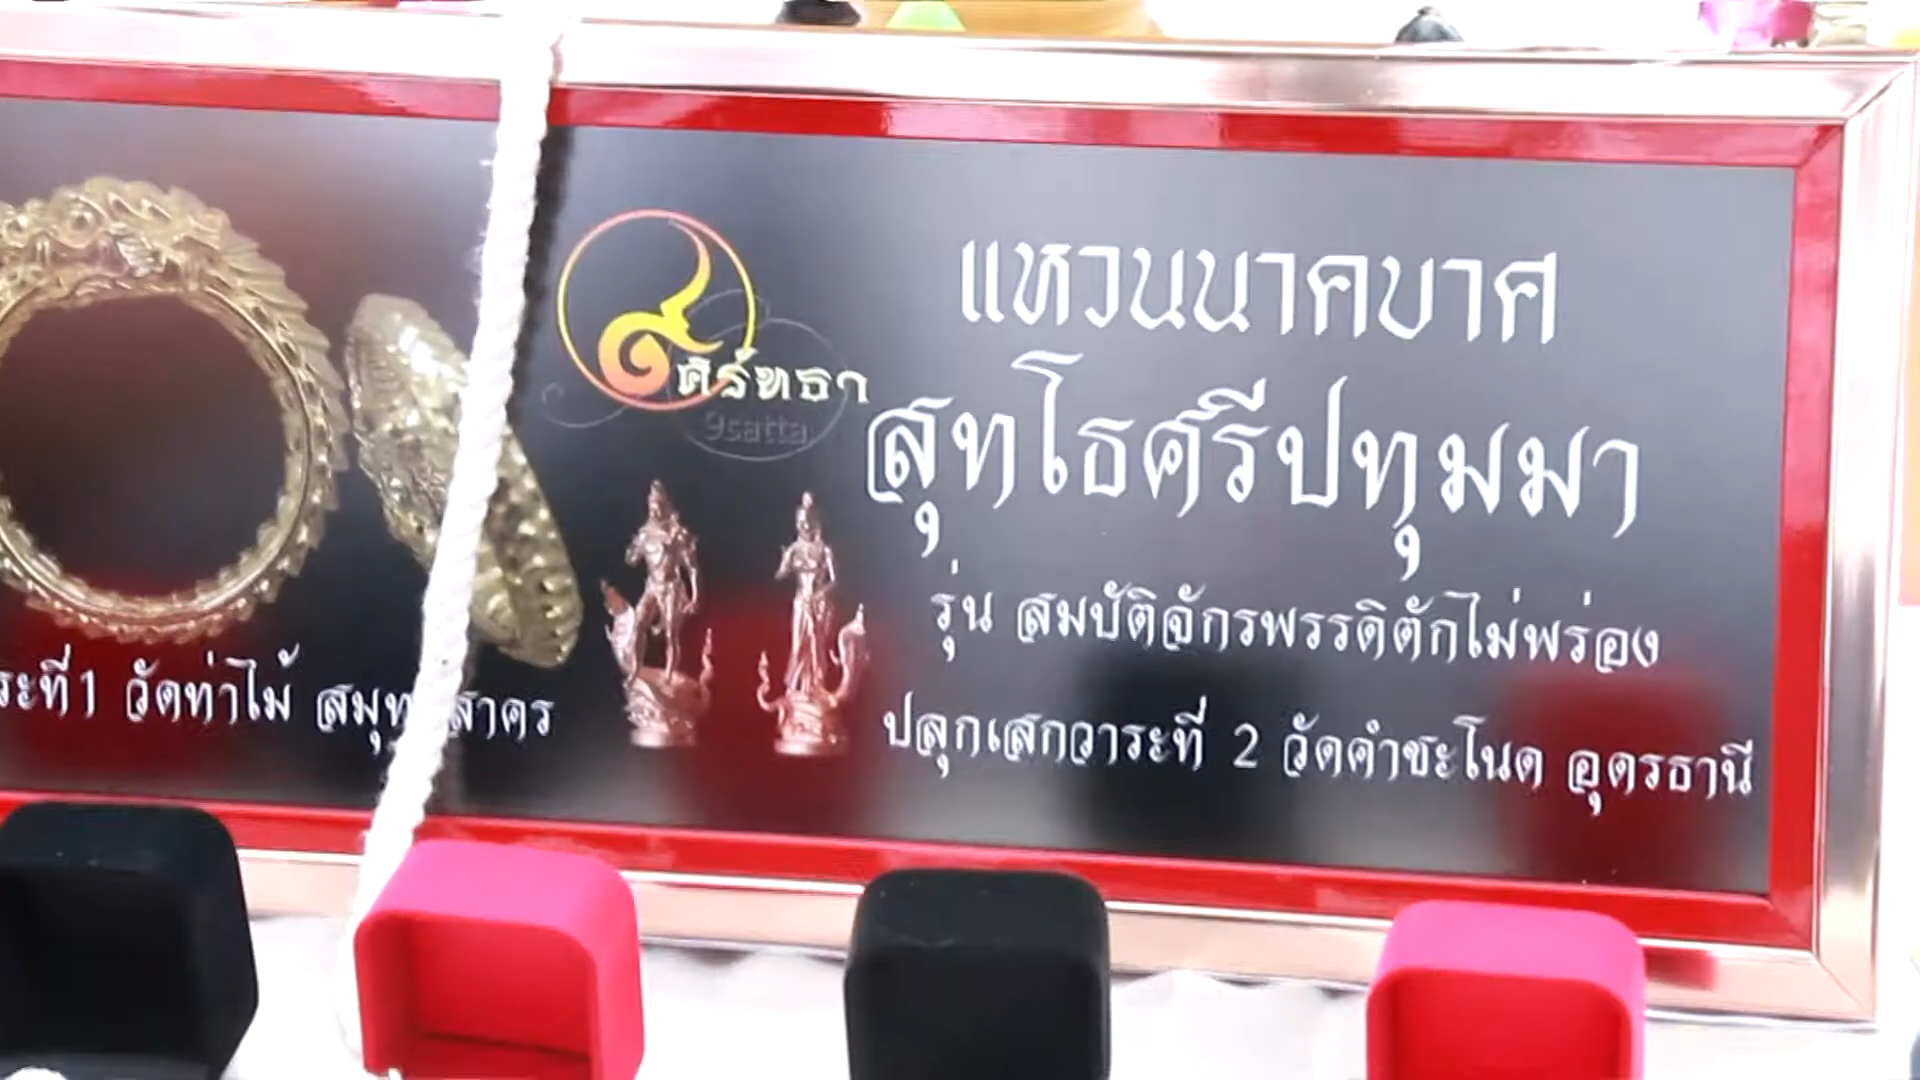 ๙ศรัทธา
9satta
แหวนนาคบาศ
สุทโธศรีปทุมมา
รุ่น สมบัติจักรพรรดิตักไม่พร่อง
ปลุกเสกวาระที่ 2 วัดคำชะโนด อุดรธานี
ระที่1 วัดท่าไม้ สมุท สาคร